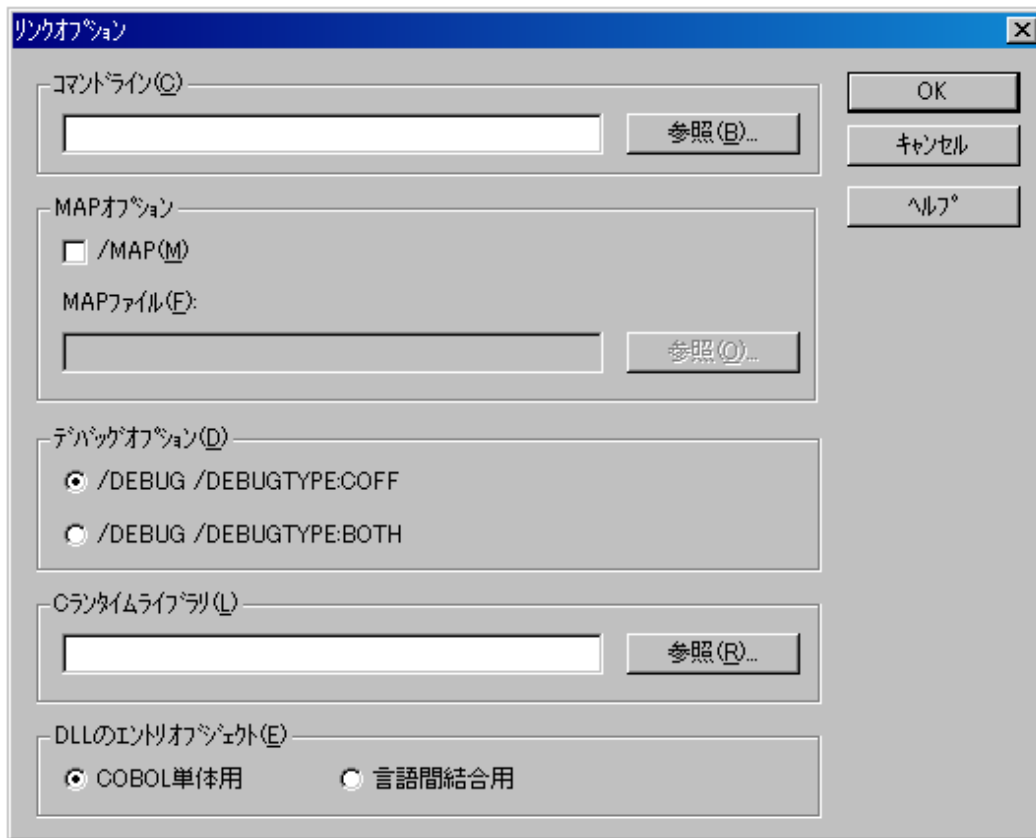 ﾘﾝｸｵﾌﾟｼｮﾝ
ｺﾏﾝﾄﾞﾗｲﾝ(C)
参照(B)...
OK
ｷｬﾝｾﾙ
ﾍﾙﾌﾟ
MAPｵﾌﾟｼｮﾝ
/MAP(M)
MAPﾌｧｲﾙ(F):
参照(O)...
ﾃﾞﾊﾞｯｸﾞｵﾌﾟｼｮﾝ(D)
/DEBUG /DEBUGTYPE:COFF
/DEBUG /DEBUGTYPE:BOTH
Cﾗﾝﾀｲﾑﾗｲﾌﾞﾗﾘ(L)
参照(R)...
DLLのｴﾝﾄﾘｵﾌﾞｼﾞｪｸﾄ(E)
COBOL単体用
言語間結合用